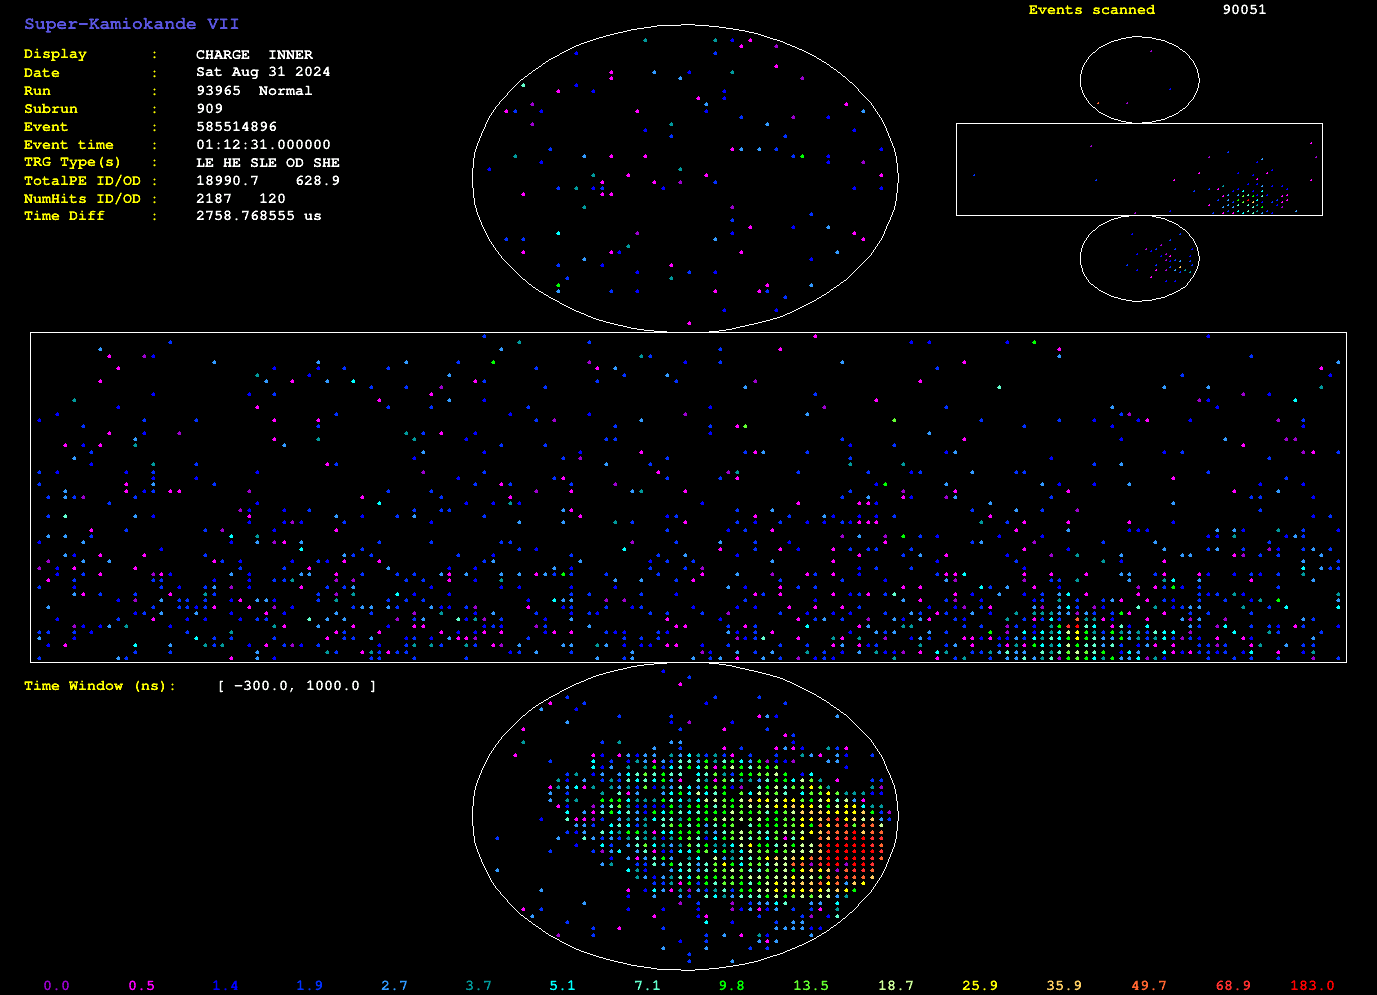 Super-Kamiokande VII
Events scanned 90051
Display : CHARGE INNER
Date : Sat Aug 31 2024
Run : 93965 Normal
Subrun : 909
Event : 585514896
Event time : 01:12:31.000000
TRG Type(s) : LE HE SLE OD SHE
TotalPE ID/OD : 18990.7 628.9
NumHits ID/OD : 2187 120
Time Diff : 2758.768555 us
Time Window (ns): [ -300.0, 1000.0 ]
0.0 0.5 1.4 1.9 2.7 3.7 5.1 7.1 9.8 13.5 18.7 25.9 35.9 49.7 68.9 183.0